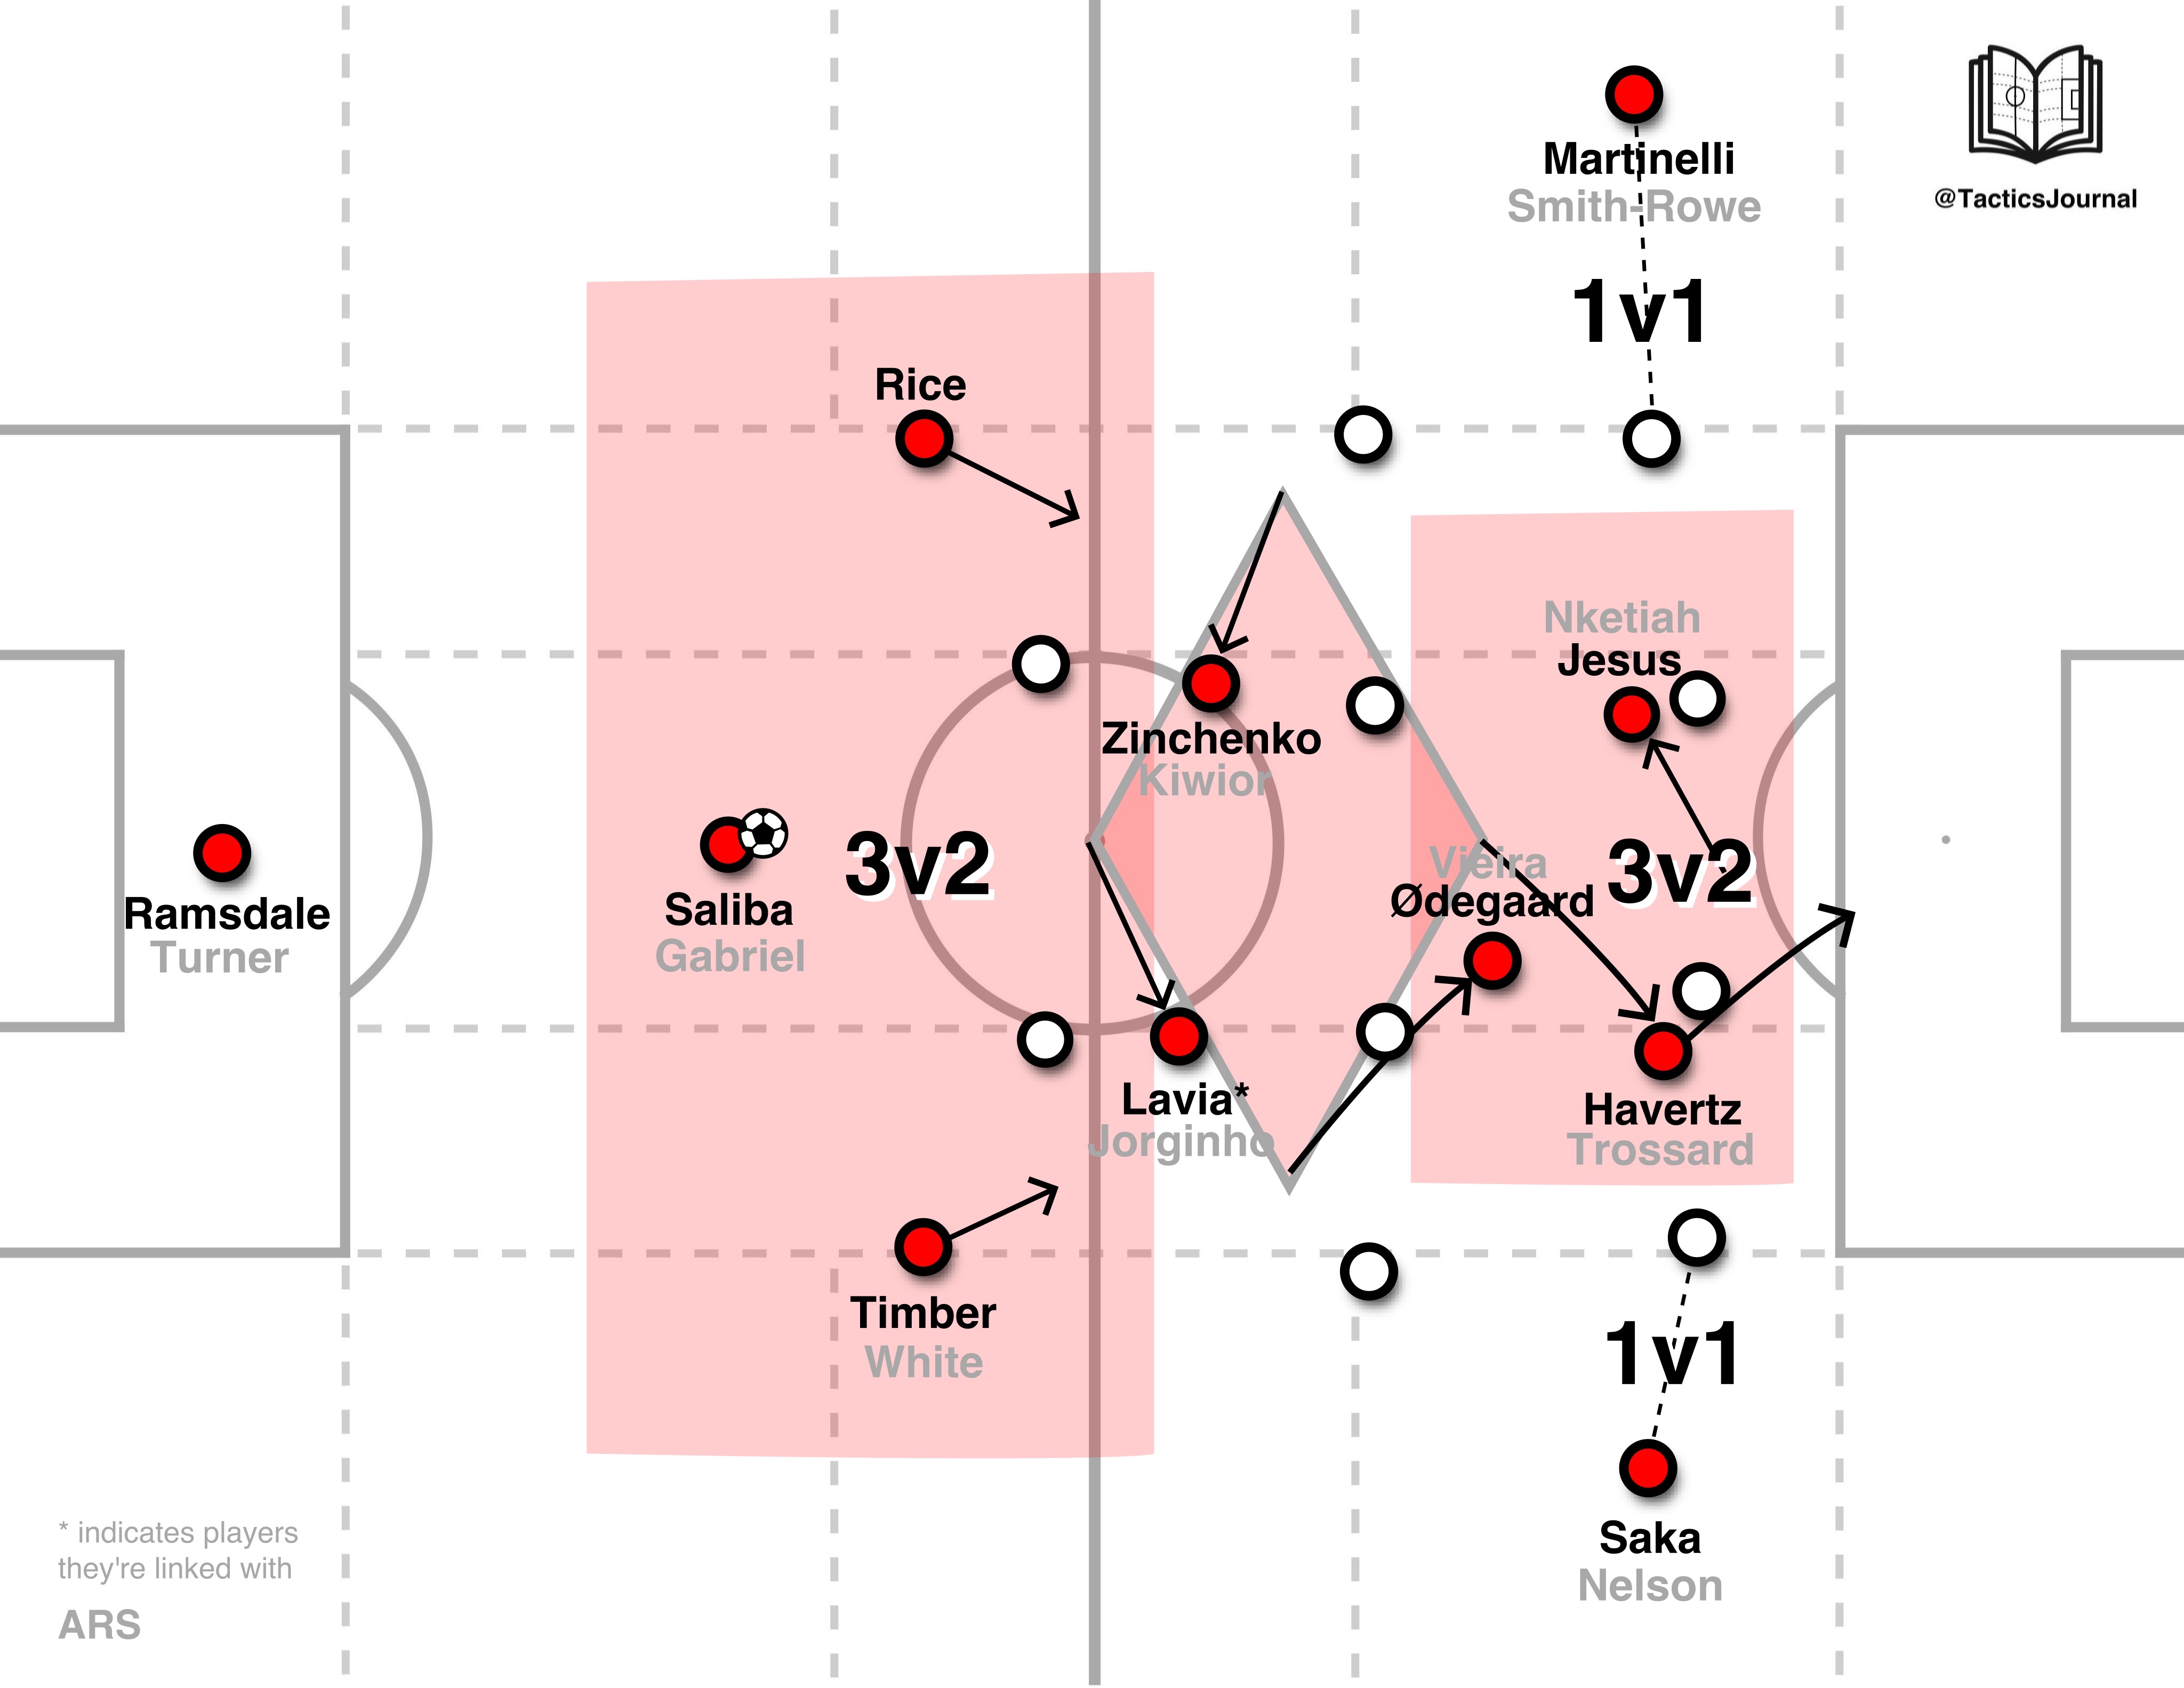 @TacticsJournal
Martinelli
Smith-Rowe
1v1
Rice
Nketiah
Jesus
Zinchenko
Kiwior
Ramsdale
Turner
Saliba
Gabriel
3v2
Vieira
Ødegaard
3v2
Lavia*
Jorginho
Havertz
Trossard
Timber
White
1v1
Saka
Nelson
* indicates players
they're linked with
ARS